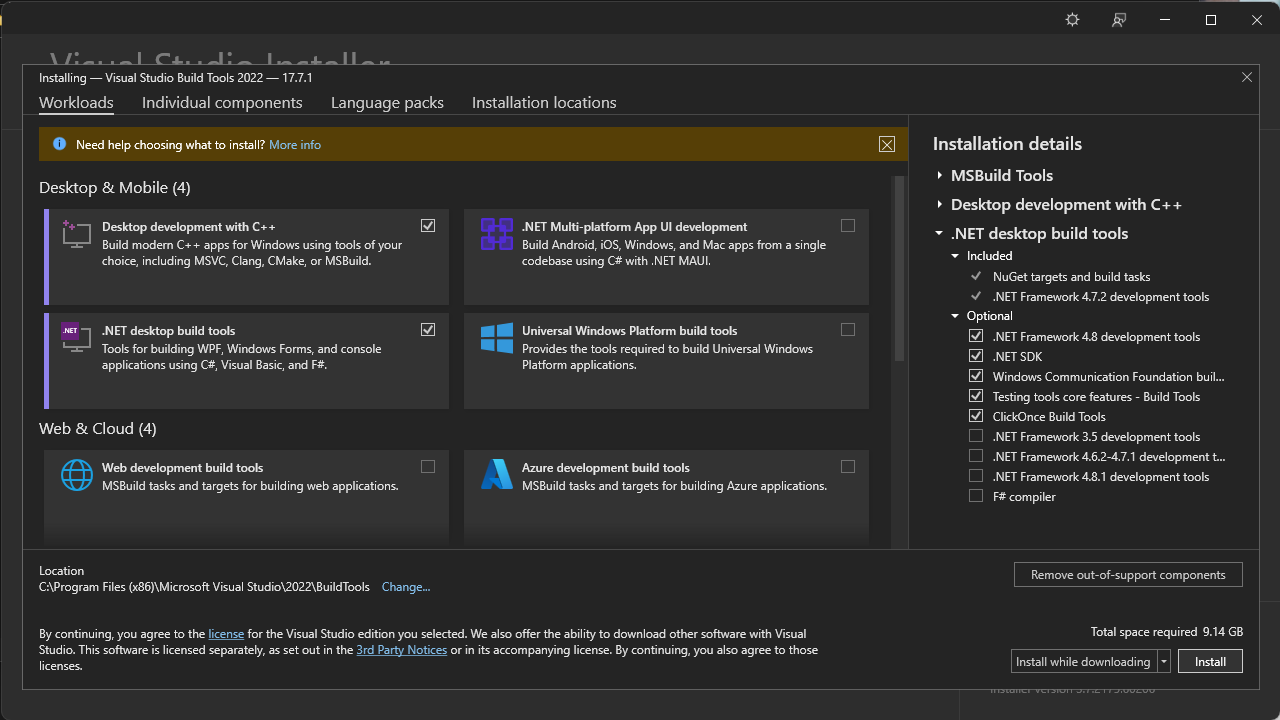 Visual Studio Installer
Installing — Visual Studio Build Tools 2022 — 17.7.1
Workloads
Individual components
Language packs
Installation locations
Need help choosing what to install? More info
Desktop & Mobile (4)
Desktop development with C++
Build modern C++ apps for Windows using tools of your
choice, including MSVC, Clang, CMake, or MSBuild.
.NET Multi-platform App UI development
Build Android, iOS, Windows, and Mac apps from a single
codebase using C# with .NET MAUI.
.NET
.NET desktop build tools
Tools for building WPF, Windows Forms, and console
applications using C#, Visual Basic, and F#.
Universal Windows Platform build tools
Provides the tools required to build Universal Windows
Platform applications.
Web & Cloud (4)
Web development build tools
MSBuild tasks and targets for building web applications.
Azure development build tools
MSBuild tasks and targets for building Azure applications.
Installation details
MSBuild Tools
Desktop development with C++
.NET desktop build tools
Included
NuGet targets and build tasks
.NET Framework 4.7.2 development tools
Optional
.NET Framework 4.8 development tools
.NET SDK
Windows Communication Foundation buil...
Testing tools core features - Build Tools
ClickOnce Build Tools
.NET Framework 3.5 development tools
.NET Framework 4.6.2-4.7.1 development t...
.NET Framework 4.8.1 development tools
F# compiler
Location
C:\Program Files (x86)\Microsoft Visual Studio\2022\BuildTools Change...
Remove out-of-support components
By continuing, you agree to the license for the Visual Studio edition you selected. We also offer the ability to download other software with Visual
Studio. This software is licensed separately, as set out in the 3rd Party Notices or in its accompanying license. By continuing, you also agree to those
licenses.
Total space required 9.14 GB
Install while downloading
Install